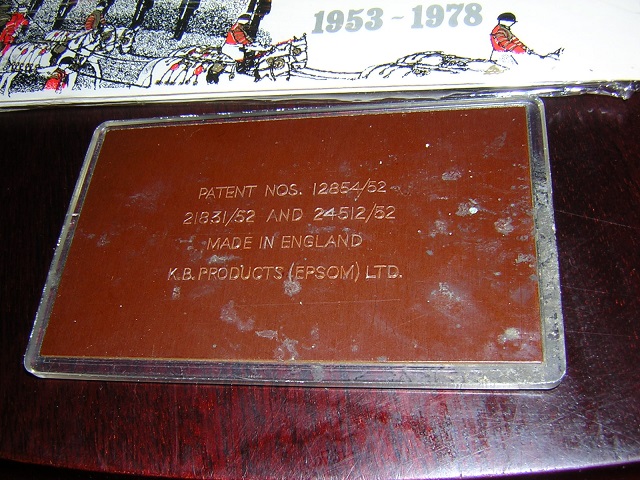 1953-1978
PATENT NOS. 12854/52
21831/52 AND 24512/52
MADE IN ENGLAND
K.B. PRODUCTS (EPSOM) LTD.